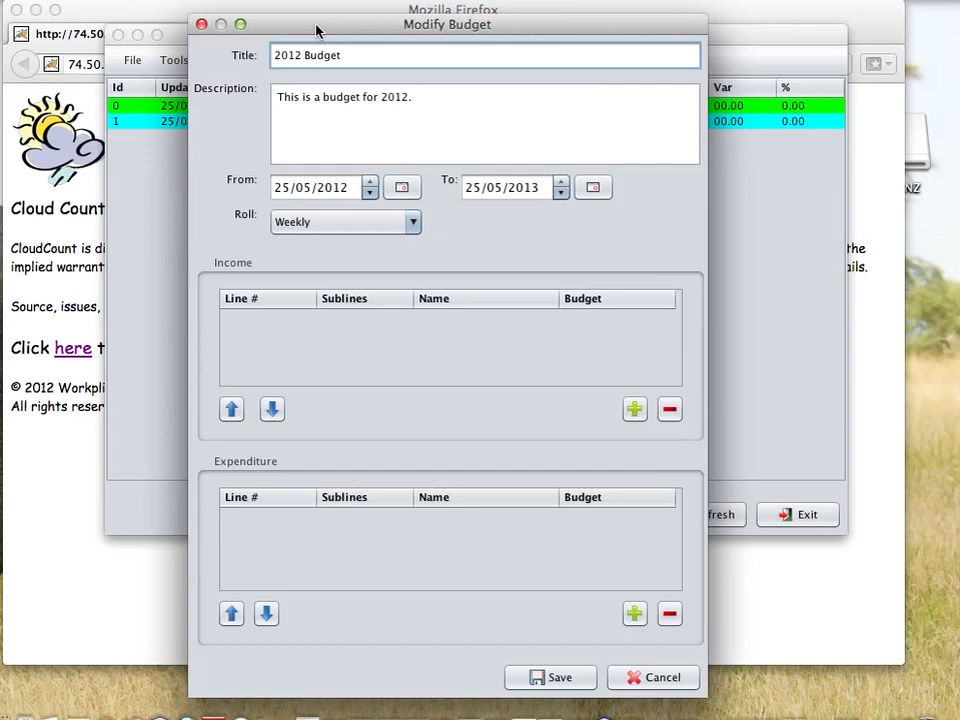 Mozilla Firefox
Modify Budget
http://74.50
74.50.
File Tools
Id Upda Var %
0 25/0 00.00 0.00
1 25/0 00.00 0.00
Title: 2012 Budget
Description: This is a budget for 2012.
From: 25/05/2012 To: 25/05/2013
Roll: Weekly
Cloud Count
CloudCount is di the
implied warrant ails.
Source, issues,
Click here t
© 2012 Workpli
All rights reser
NZ
Income
Line # Sublines Name Budget
Expenditure
Line # Sublines Name Budget
fresh Exit
Save Cancel